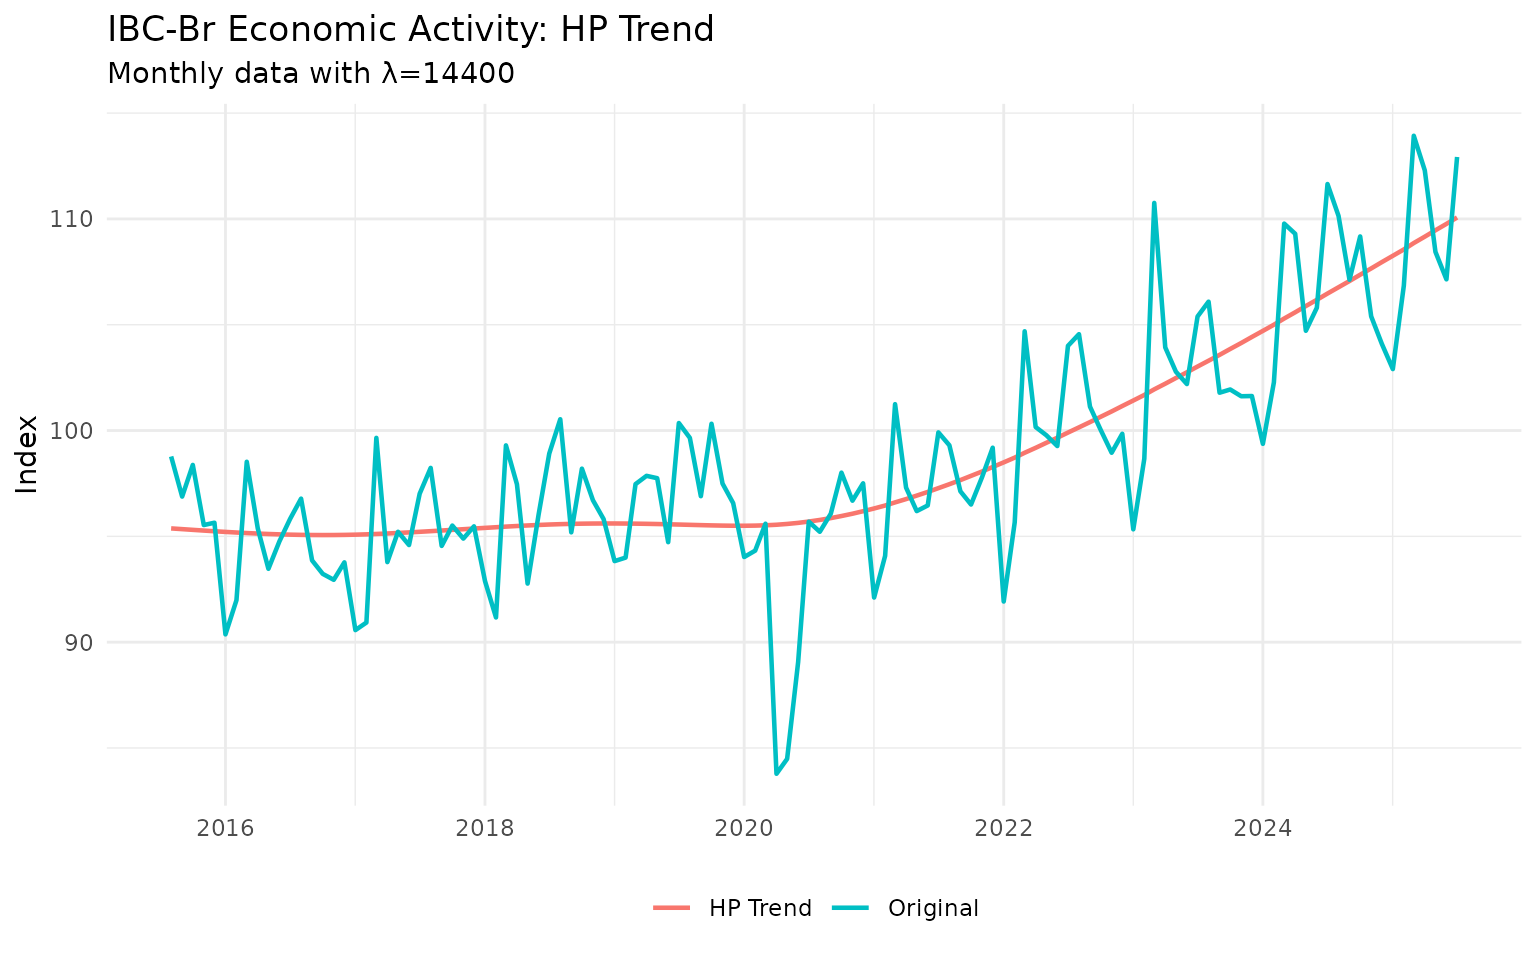 IBC-Br Economic Activity: HP Trend
Monthly data with λ=14400
Index
110
100
90
2016 2018 2020 2022 2024
HP Trend Original